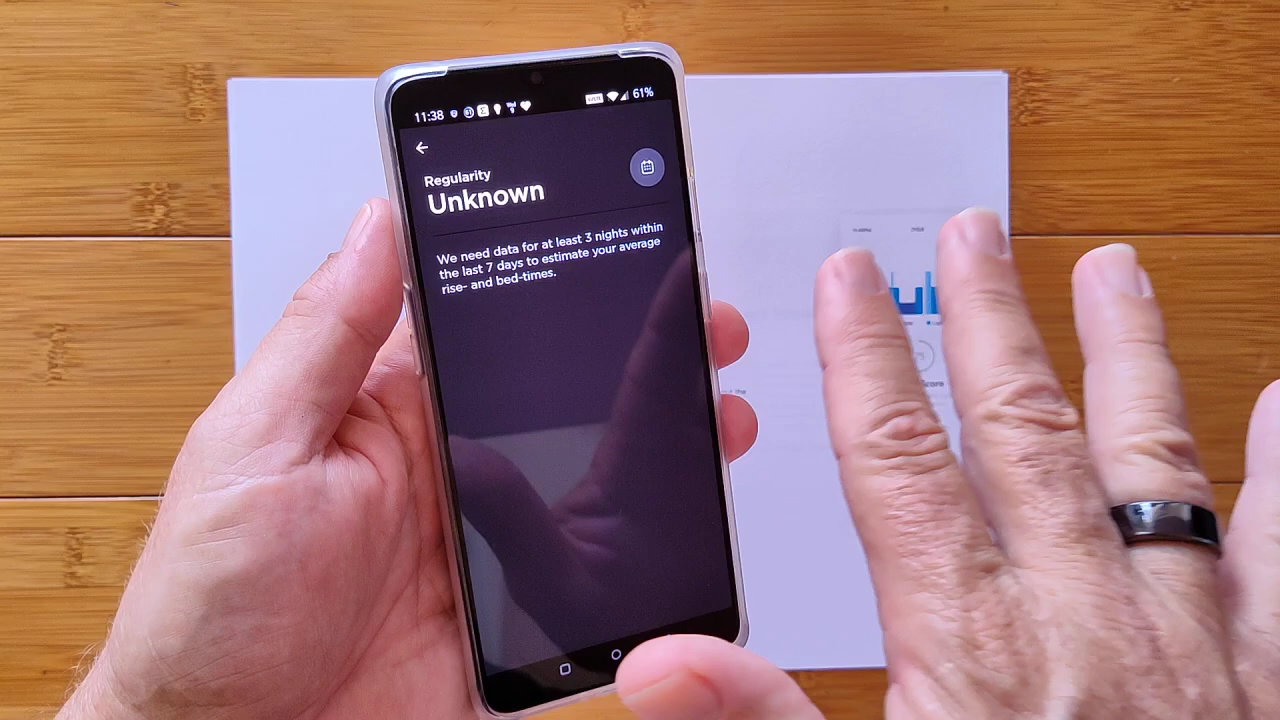 11:38
61%
Regularity
Unknown
We need data for at least 3 nights within
the last 7 days to estimate your average
rise- and bed-times.
Score